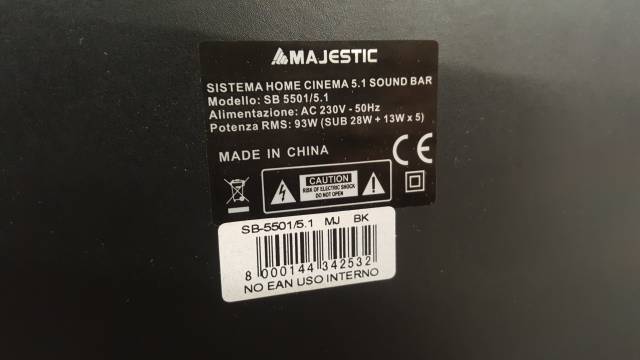 MAJESTIC
SISTEMA HOME CINEMA 5.1 SOUND BAR
Modello: SB 5501/5.1
Alimentazione: AC 230V - 50Hz
Potenza RMS: 93W (SUB 28W + 13W x 5)
MADE IN CHINA
CE
CAUTION
RISK OF ELECTRIC SHOCK
DO NOT OPEN
SB-5501/5.1 MJ BK
8 000144 342532
NO EAN USO INTERNO